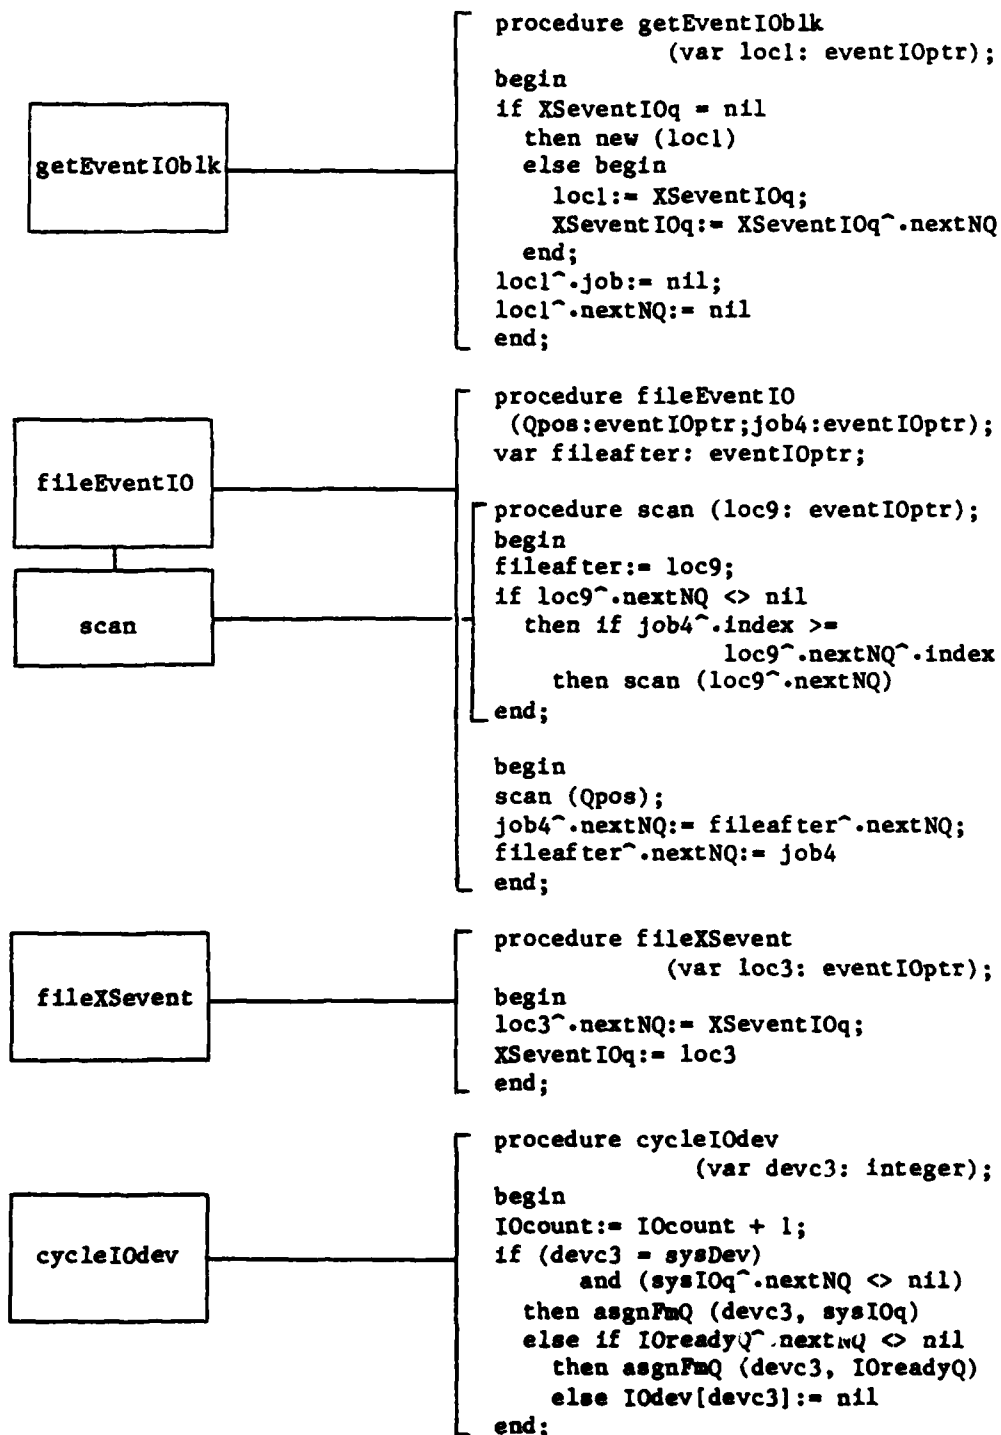 procedure getEventIOblk
(var loc1: eventIOptr);
begin
if XSeventIOq = nil
then new (loc1)
else begin
loc1:= XSeventIOq;
XSeventIOq:= XSeventIOq^.nextNQ
end;
loc1^.job:= nil;
loc1^.nextNQ:= nil
end;
getEventIOblk
procedure fileEventIO
(Qpos:eventIOptr;job4:eventIOptr);
var fileafter: eventIOptr;
fileEventIO
procedure scan (loc9: eventIOptr);
begin
fileafter:= loc9;
if loc9^.nextNQ <> nil
then if job4^.index >=
loc9^.nextNQ^.index
then scan (loc9^.nextNQ)
end;
scan
begin
scan (Qpos);
job4^.nextNQ:= fileafter^.nextNQ;
fileafter^.nextNQ:= job4
end;
procedure fileXSevent
(var loc3: eventIOptr);
begin
loc3^.nextNQ:= XSeventIOq;
XSeventIOq:= loc3
end;
fileXSevent
procedure cycleIOdev
(var devc3: integer);
begin
IOcount:= IOcount + 1;
if (devc3 = sysDev)
and (sysIOq^.nextNQ <> nil)
then asgnFmQ (devc3, sysIOq)
else if IOreadyQ^.nextNQ <> nil
then asgnFmQ (devc3, IOreadyQ)
else IOdev[devc3]:= nil
end;
cycleIOdev